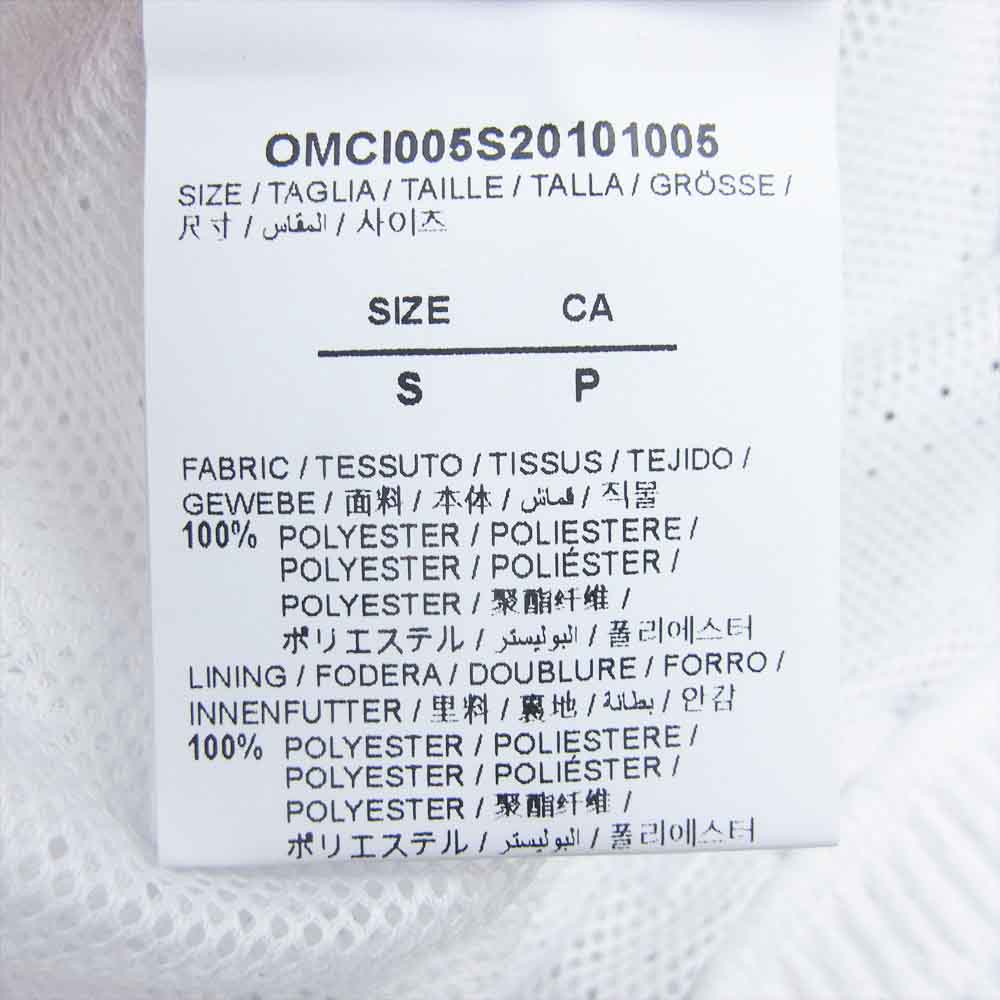 OMCI005S20101005
SIZE / TAGLIA / TAILLE / TALLA / GRÖSSE /
尺寸 / المقاس / 사이즈
SIZE CA
S P
FABRIC / TESSUTO / TISSUS / TEJIDO /
GEWEBE / 面料 / 本体 / قماش / 직물
100% POLYESTER / POLIESTERE /
POLYESTER / POLIÉSTER /
POLYESTER / 聚酯纤维 /
ポリエステル / البوليستر / 폴리에스터
LINING / FODERA / DOUBLURE / FORRO /
INNENFUTTER / 里料 / 裏地 / بطانة / 안감
100% POLYESTER / POLIESTERE /
POLYESTER / POLIÉSTER /
POLYESTER / 聚酯纤维 /
ポリエステル / البوليستر / 폴리에스터